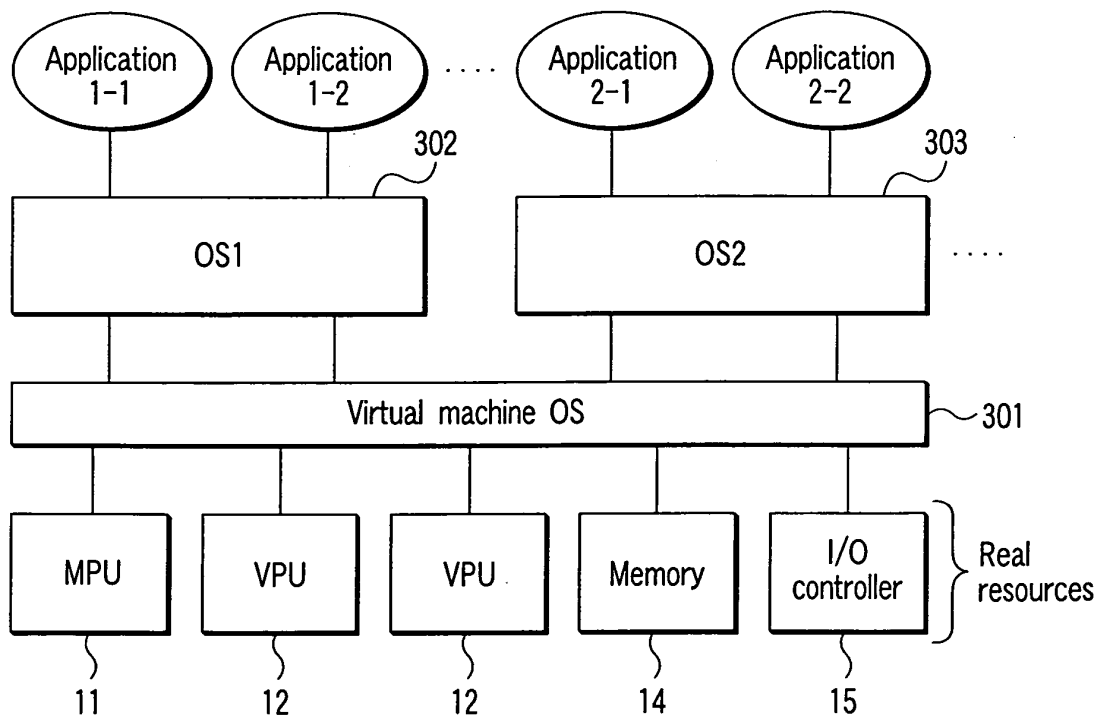 Application
1-1
Application
1-2
....
Application
2-1
Application
2-2
302
303
OS1
OS2
....
Virtual machine OS
301
MPU
VPU
VPU
Memory
I/O
controller
Real
resources
11
12
12
14
15